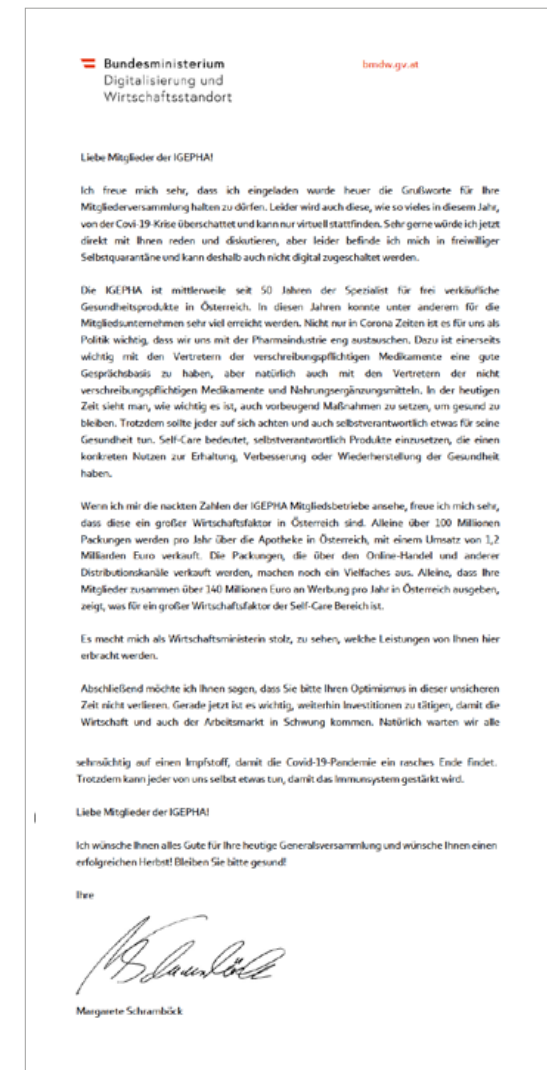 Bundesministerium
bmdw.gv.at
Digitalisierung und
Wirtschaftsstandort
Liebe Mitglieder der IGEPHA!
Ich freue mich sehr, dass ich eingeladen wurde heuer die Grußworte für Ihre
Mitgliederversammlung halten zu dürfen. Leider wird auch diese, wie so vieles in diesem Jahr,
von der Covi-19-Krise überschattet und kann nur virtuell stattfinden. Sehr gerne würde ich jetzt
direkt mit Ihnen reden und diskutieren, aber leider befinde ich mich in freiwilliger
Selbstquarantäne und kann deshalb auch nicht digital zugeschaltet werden.
Die IGEPHA ist mittlerweile seit 50 Jahren der Spezialist für frei verkäufliche
Gesundheitsprodukte in Österreich. In diesen Jahren konnte unter anderem für die
Mitgliedsunternehmen sehr viel erreicht werden. Nicht nur in Corona Zeiten ist es für uns als
Politik wichtig, dass wir uns mit der Pharmaindustrie eng austauschen. Dazu ist einerseits
wichtig mit den Vertretern der verschreibungspflichtigen Medikamente eine gute
Gesprächsbasis zu haben, aber natürlich auch mit den Vertretern der nicht
verschreibungspflichtigen Medikamente und Nahrungsergänzungsmitteln. In der heutigen
Zeit sieht man, wie wichtig es ist, auch vorbeugend Maßnahmen zu setzen, um gesund zu
bleiben. Trotzdem sollte jeder auf sich achten und auch selbstverantwortlich etwas für seine
Gesundheit tun. Self-Care bedeutet, selbstverantwortlich Produkte einzusetzen, die einen
konkreten Nutzen zur Erhaltung, Verbesserung oder Wiederherstellung der Gesundheit
haben.
Wenn ich mir die nackten Zahlen der IGEPHA Mitgliedsbetriebe ansehe, freue ich mich sehr,
dass diese ein großer Wirtschaftsfaktor in Österreich sind. Alleine über 100 Millionen
Packungen werden pro Jahr über die Apotheke in Österreich, mit einem Umsatz von 1,2
Milliarden Euro verkauft. Die Packungen, die über den Online-Handel und anderer
Distributionskanäle verkauft werden, machen noch ein Vielfaches aus. Alleine, dass Ihre
Mitglieder zusammen über 140 Millionen Euro an Werbung pro Jahr in Österreich ausgeben,
zeigt, was für ein großer Wirtschaftsfaktor der Self-Care Bereich ist.
Es macht mich als Wirtschaftsministerin stolz, zu sehen, welche Leistungen von Ihnen hier
erbracht werden.
Abschließend möchte ich Ihnen sagen, dass Sie bitte Ihren Optimismus in dieser unsicheren
Zeit nicht verlieren. Gerade jetzt ist es wichtig, weiterhin Investitionen zu tätigen, damit die
Wirtschaft und auch der Arbeitsmarkt in Schwung kommen. Natürlich warten wir alle
sehnsüchtig auf einen Impfstoff, damit die Covid-19-Pandemie ein rasches Ende findet.
Trotzdem kann jeder von uns selbst etwas tun, damit das Immunsystem gestärkt wird.
Liebe Mitglieder der IGEPHA!
Ich wünsche Ihnen alles Gute für Ihre heutige Generalversammlung und wünsche Ihnen einen
erfolgreichen Herbst! Bleiben Sie bitte gesund!
Ihre
Margarete Schramböck